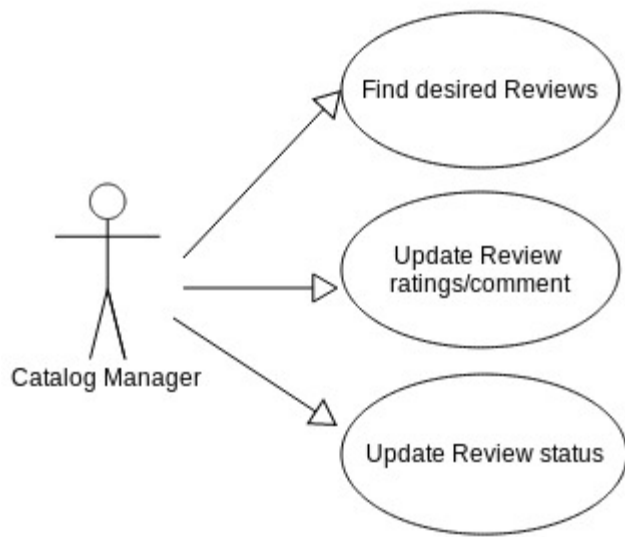 Find desired Reviews
Update Review
ratings/comment
Catalog Manager
Update Review status